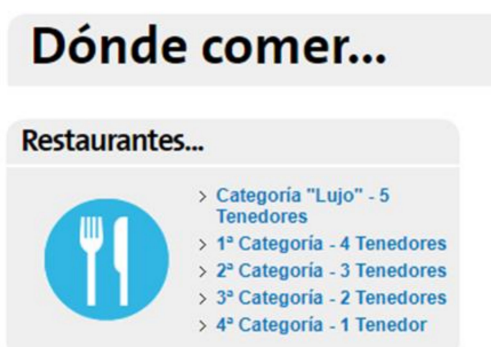 Dónde comer...
Restaurantes...
> Categoría "Lujo" - 5
Tenedores
> 1ª Categoría - 4 Tenedores
> 2ª Categoría - 3 Tenedores
> 3ª Categoría - 2 Tenedores
> 4ª Categoría - 1 Tenedor